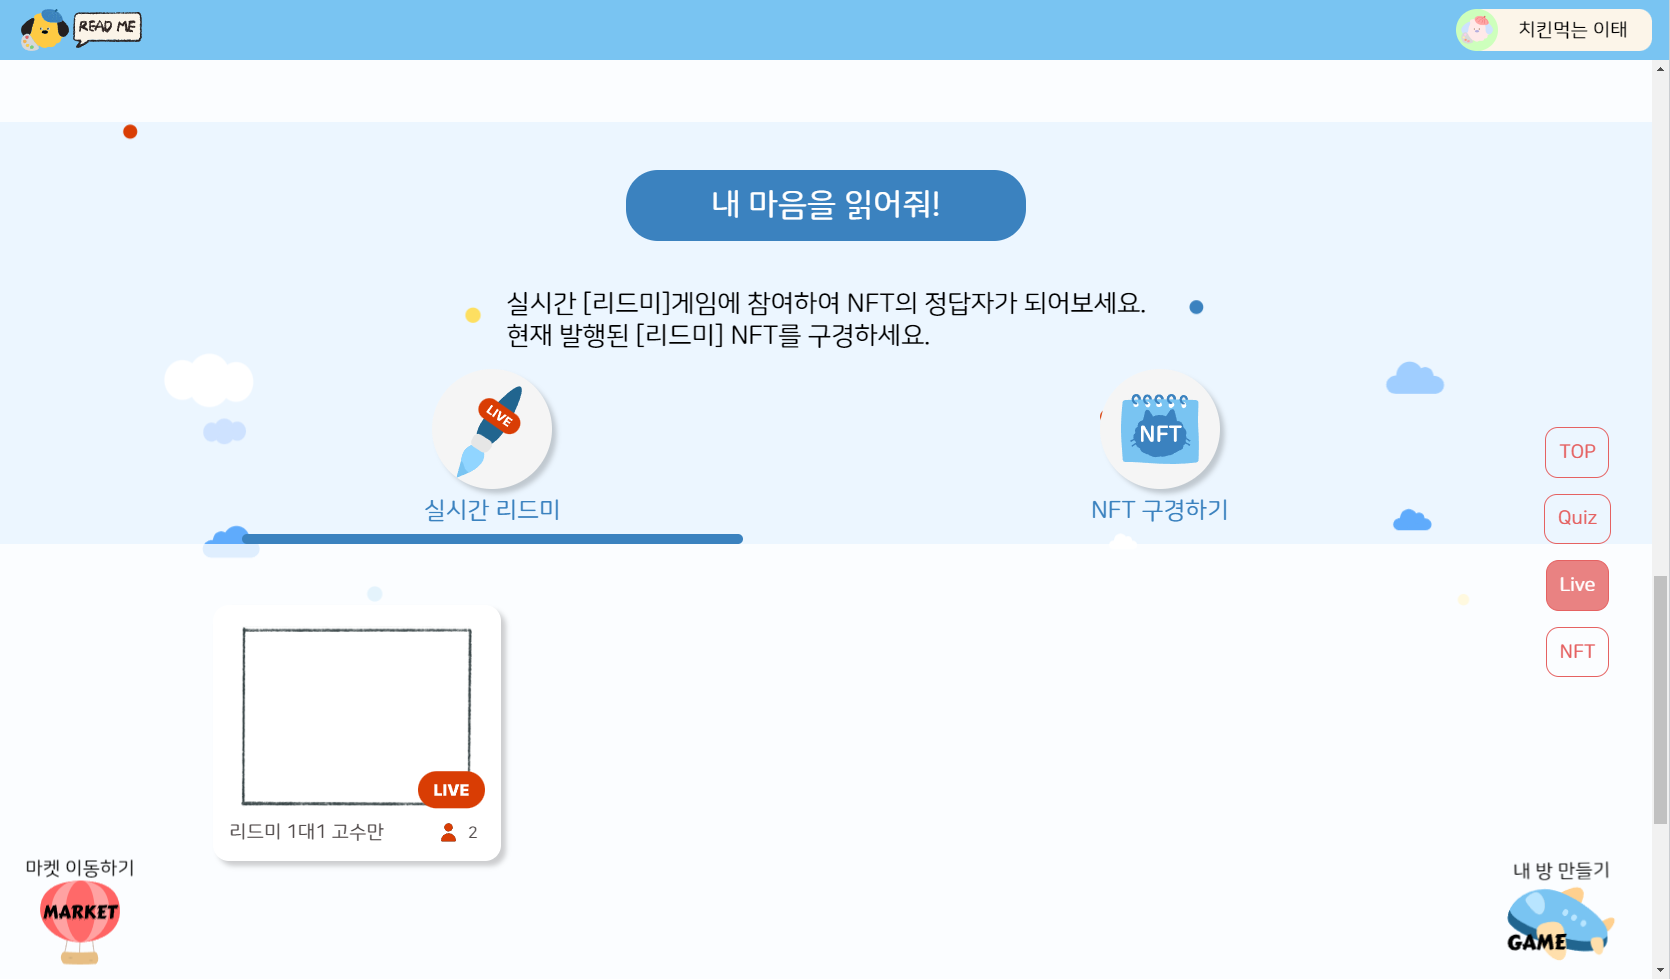 READ ME
치킨먹는 이태
내 마음을 읽어줘!
실시간 [리드미]게임에 참여하여 NFT의 정답자가 되어보세요.
현재 발행된 [리드미] NFT를 구경하세요.
LIVE
실시간 리드미
NFT
NFT 구경하기
TOP
Quiz
Live
NFT
LIVE
리드미 1대1 고수만
2
마켓 이동하기
MARKET
내 방 만들기
GAME